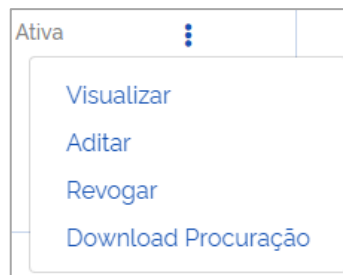 Ativa
Visualizar
Aditar
Revogar
Download Procuração